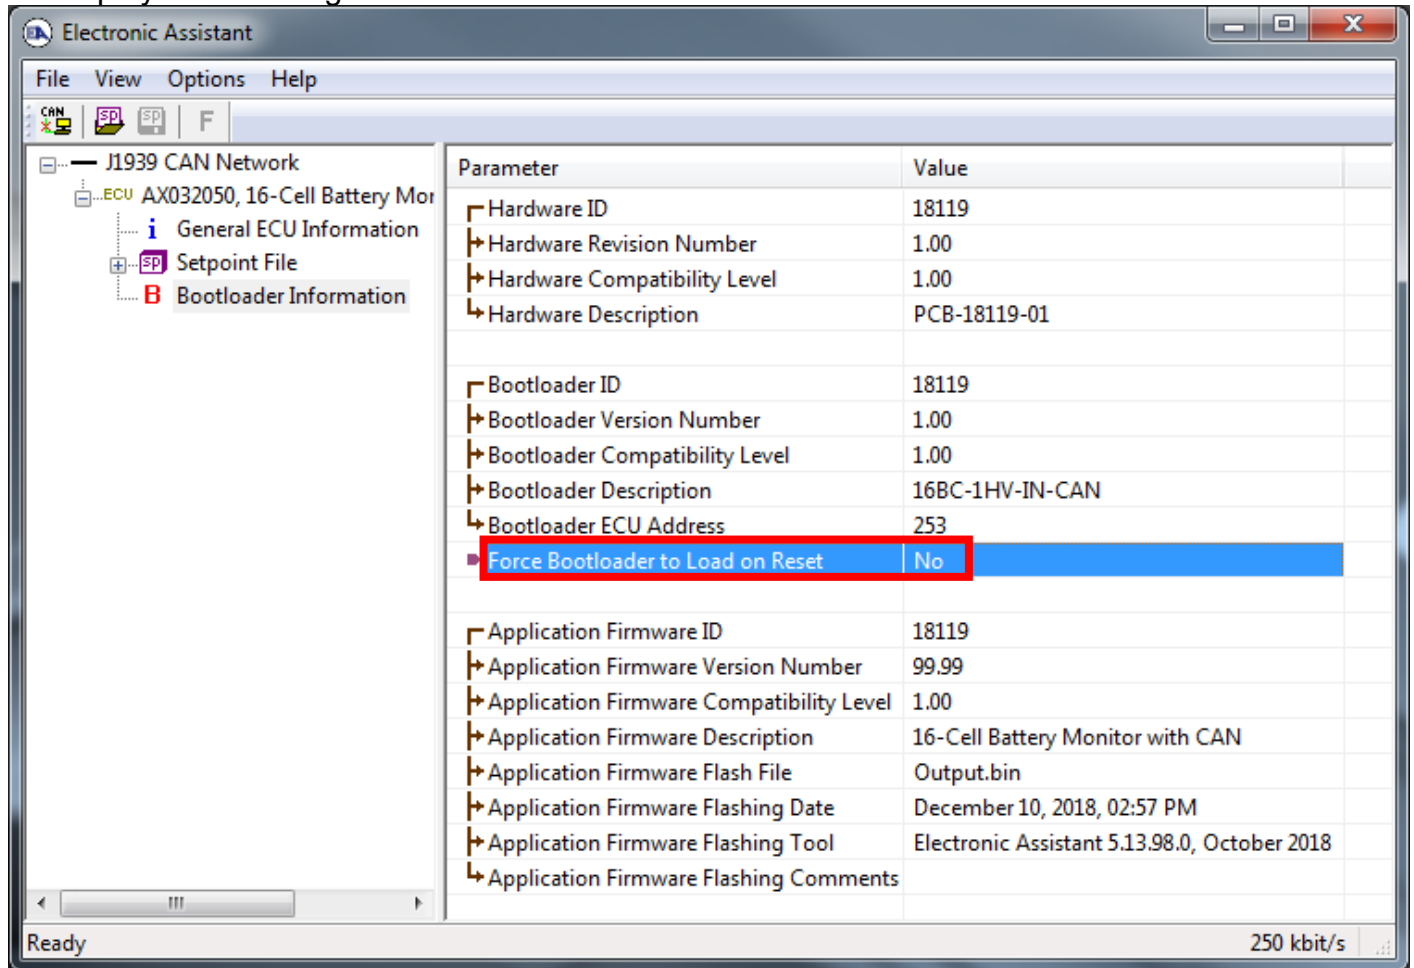 Electronic Assistant
File View Options Help
CAN SP SP F
J1939 CAN Network
ECU AX032050, 16-Cell Battery Mor
i General ECU Information
SP Setpoint File
B Bootloader Information
Parameter Value
Hardware ID 18119
Hardware Revision Number 1.00
Hardware Compatibility Level 1.00
Hardware Description PCB-18119-01
Bootloader ID 18119
Bootloader Version Number 1.00
Bootloader Compatibility Level 1.00
Bootloader Description 16BC-1HV-IN-CAN
Bootloader ECU Address 253
Force Bootloader to Load on Reset No
Application Firmware ID 18119
Application Firmware Version Number 99.99
Application Firmware Compatibility Level 1.00
Application Firmware Description 16-Cell Battery Monitor with CAN
Application Firmware Flash File Output.bin
Application Firmware Flashing Date December 10, 2018, 02:57 PM
Application Firmware Flashing Tool Electronic Assistant 5.13.98.0, October 2018
Application Firmware Flashing Comments
Ready 250 kbit/s